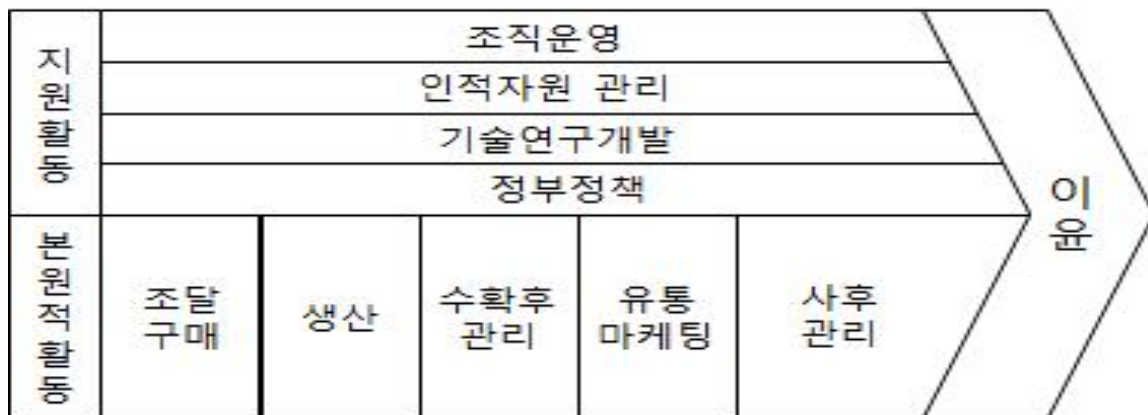 지원활동
조직운영
인적자원 관리
기술연구개발
정부정책
이윤
본원적활동
조달
구매
생산
수확후
관리
유통
마케팅
사후
관리